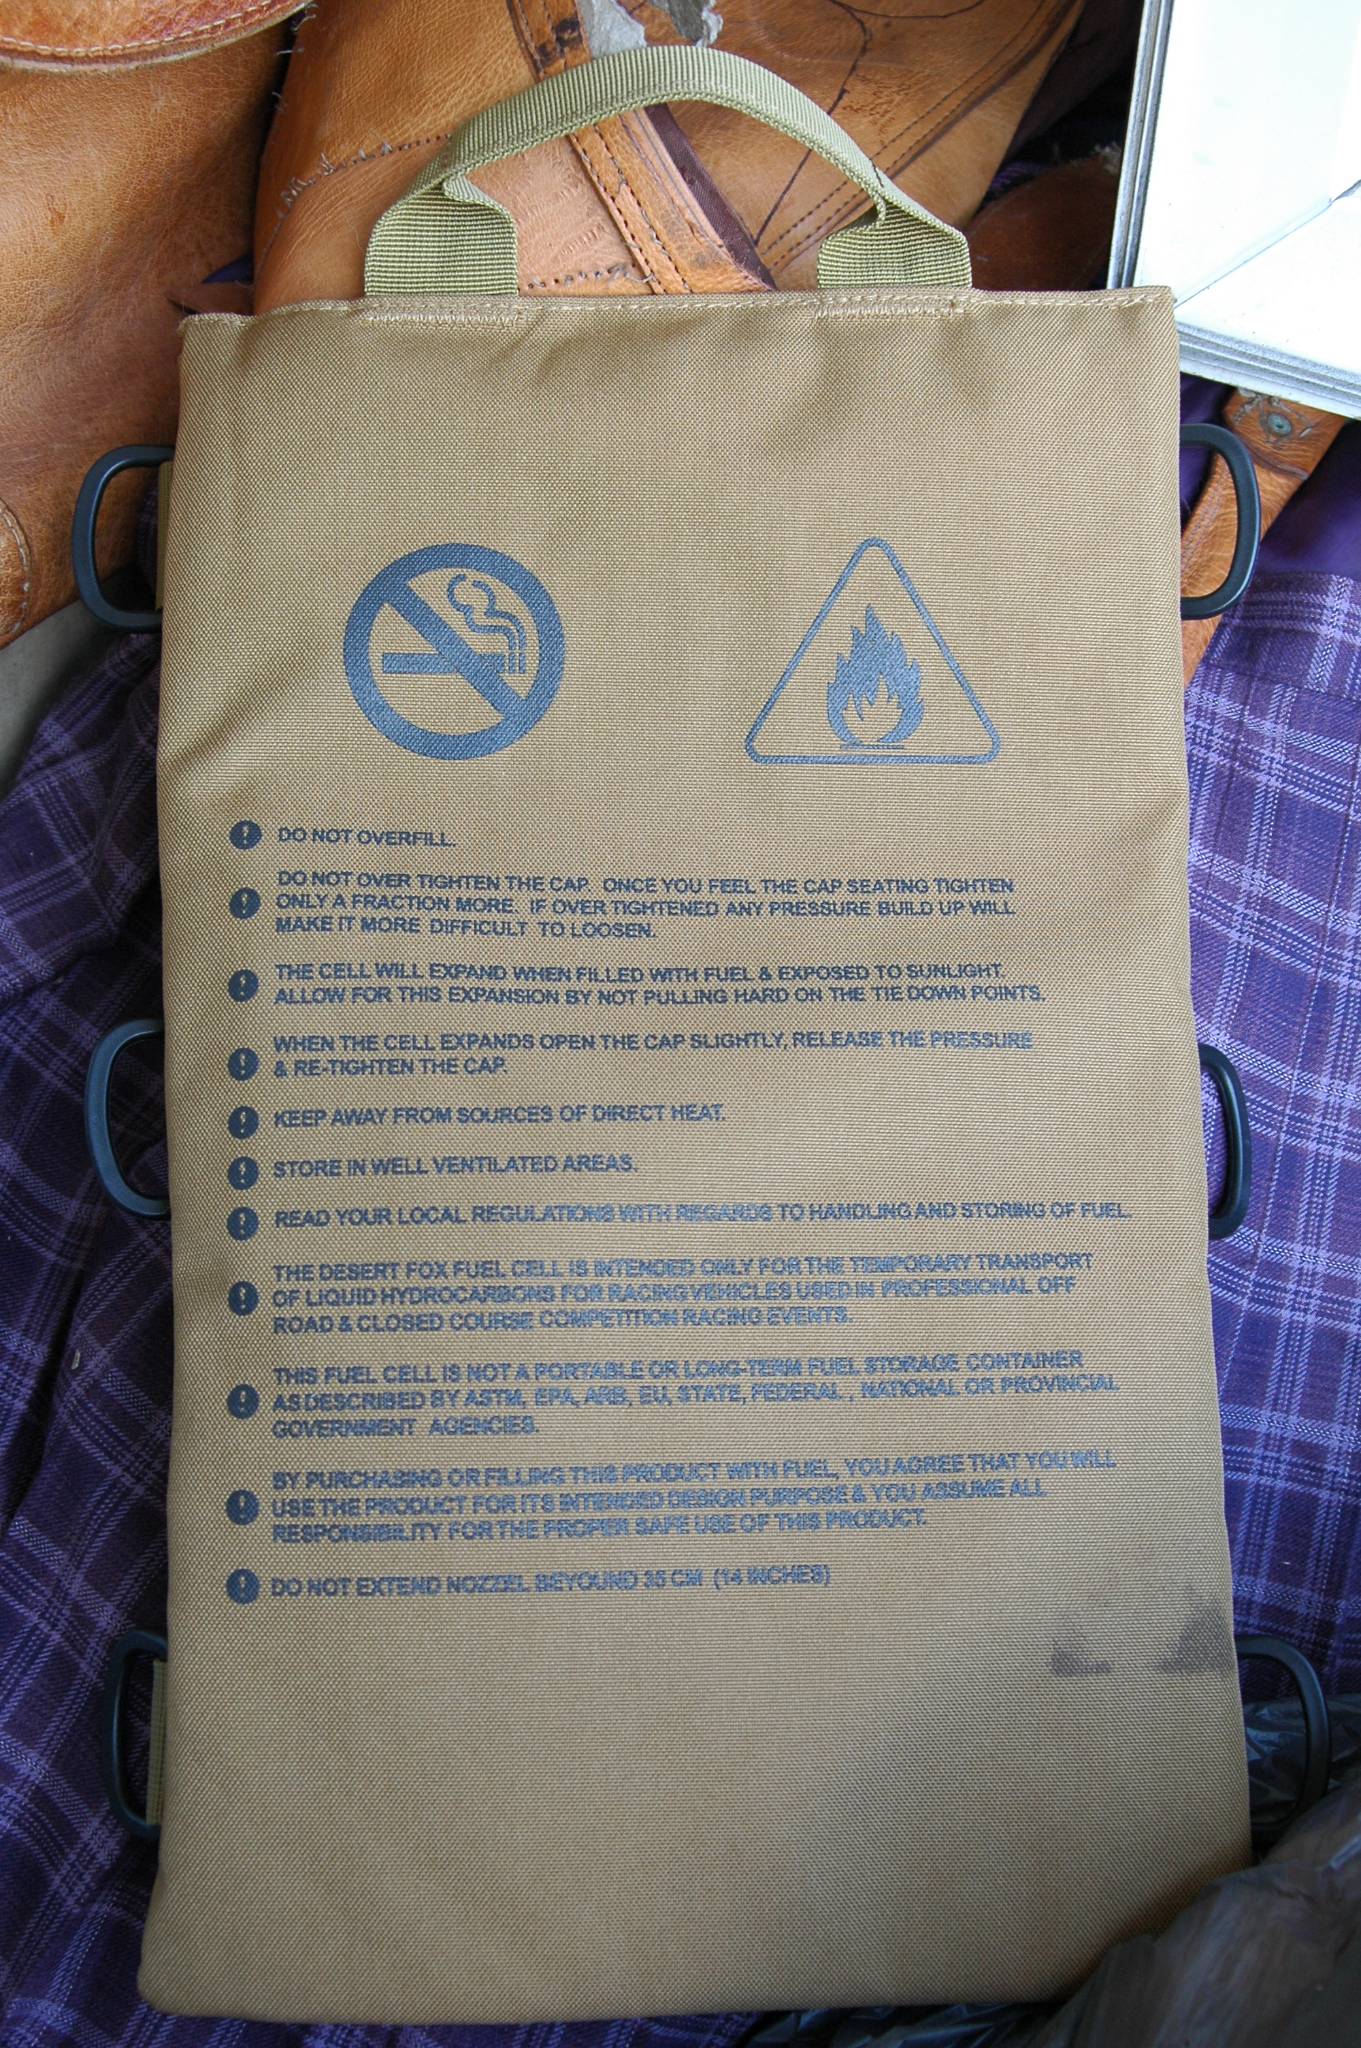 DO NOT OVERFILL.
DO NOT OVER TIGHTEN THE CAP. ONCE YOU FEEL THE CAP SEATING TIGHTEN
ONLY A FRACTION MORE. IF OVER TIGHTENED ANY PRESSURE BUILD UP WILL
MAKE IT MORE DIFFICULT TO LOOSEN.
THE CELL WILL EXPAND WHEN FILLED WITH FUEL & EXPOSED TO SUNLIGHT.
ALLOW FOR THIS EXPANSION BY NOT PULLING HARD ON THE TIE DOWN POINTS.
WHEN THE CELL EXPANDS OPEN THE CAP SLIGHTLY, RELEASE THE PRESSURE
& RE-TIGHTEN THE CAP.
KEEP AWAY FROM SOURCES OF DIRECT HEAT.
STORE IN WELL VENTILATED AREAS.
READ YOUR LOCAL REGULATIONS WITH REGARDS TO HANDLING AND STORING OF FUEL.
THE DESERT FOX FUEL CELL IS INTENDED ONLY FOR THE TEMPORARY TRANSPORT
OF LIQUID HYDROCARBONS FOR RACING VEHICLES USED IN PROFESSIONAL OFF
ROAD & CLOSED COURSE COMPETITION RACING EVENTS.
THIS FUEL CELL IS NOT A PORTABLE OR LONG-TERM FUEL STORAGE CONTAINER
AS DESCRIBED BY ASTM, EPA, ARB, EU, STATE, FEDERAL, NATIONAL OR PROVINCIAL
GOVERNMENT AGENCIES.
BY PURCHASING OR FILLING THIS PRODUCT WITH FUEL, YOU AGREE THAT YOU WILL
USE THE PRODUCT FOR ITS INTENDED DESIGN PURPOSE & YOU ASSUME ALL
RESPONSIBILITY FOR THE PROPER SAFE USE OF THIS PRODUCT.
DO NOT EXTEND NOZZEL BEYOUND 35 CM (14 INCHES)